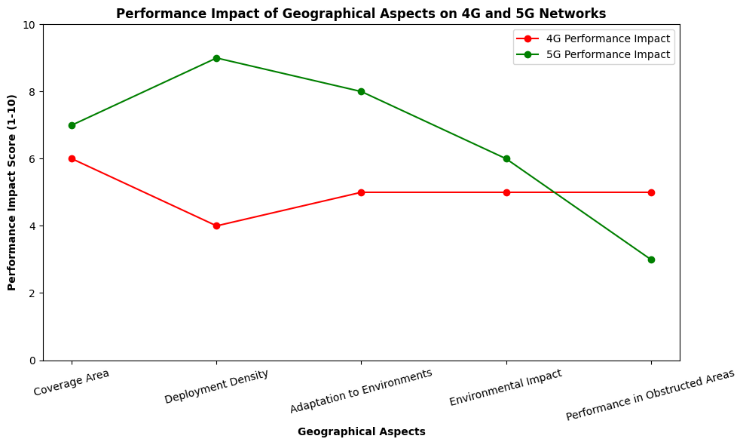 Performance Impact of Geographical Aspects on 4G and 5G Networks
10
8
6
4
2
0
Performance Impact Score (1-10)
4G Performance Impact
5G Performance Impact
Coverage Area
Deployment Density
Adaptation to Environments
Environmental Impact
Performance in Obstructed Areas
Geographical Aspects